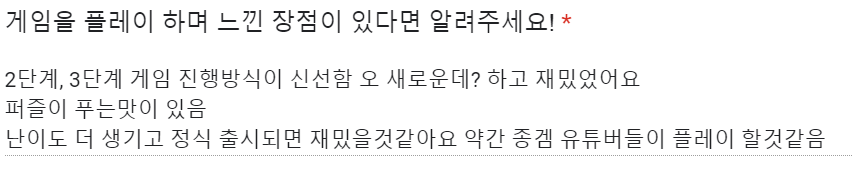 게임을 플레이 하며 느낀 장점이 있다면 알려주세요! *
2단계, 3단계 게임 진행방식이 신선함 오 새로운데? 하고 재밌었어요
퍼즐이 푸는맛이 있음
난이도 더 생기고 정식 출시되면 재밌을것같아요 약간 종겜 유튜버들이 플레이 할것같음